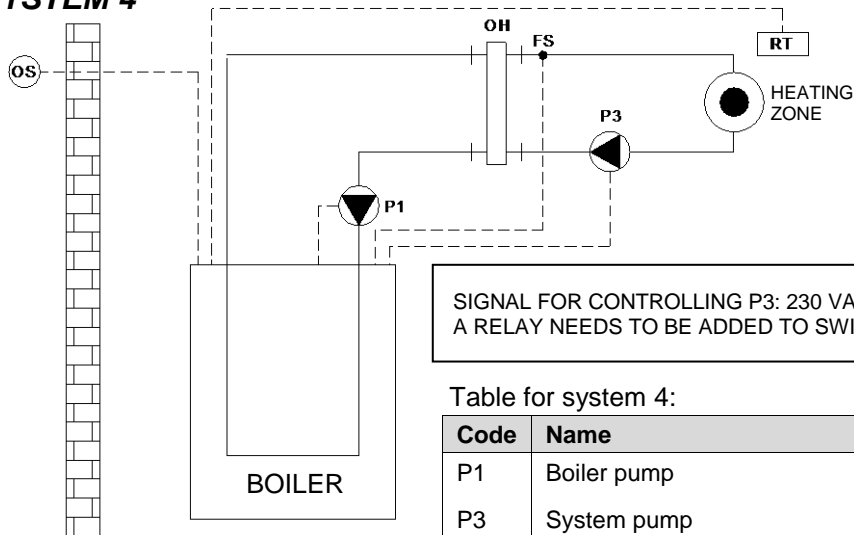 YSTEM 4
OH
FS
RT
OS
HEATING
ZONE
P3
P1
SIGNAL FOR CONTROLLING P3: 230 VA
A RELAY NEEDS TO BE ADDED TO SWI
Table for system 4:
Code Name
P1 Boiler pump
P3 System pump
BOILER